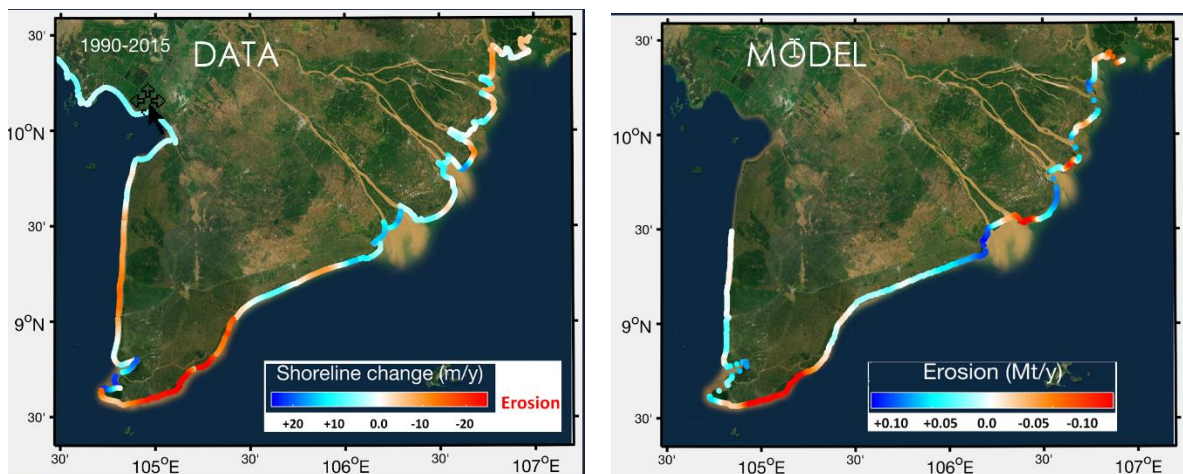 1990-2015 DATA
30'
10°N
30'
9°N
30'
Shoreline change (m/y)
+20 +10 0.0 -10 -20
Erosion
30' 105°E 30' 106°E 30' 107°E
MODEL
30'
10°N
30'
9°N
30'
Erosion (Mt/y)
+0.10 +0.05 0.0 -0.05 -0.10
30' 105°E 30' 106°E 30' 107°E